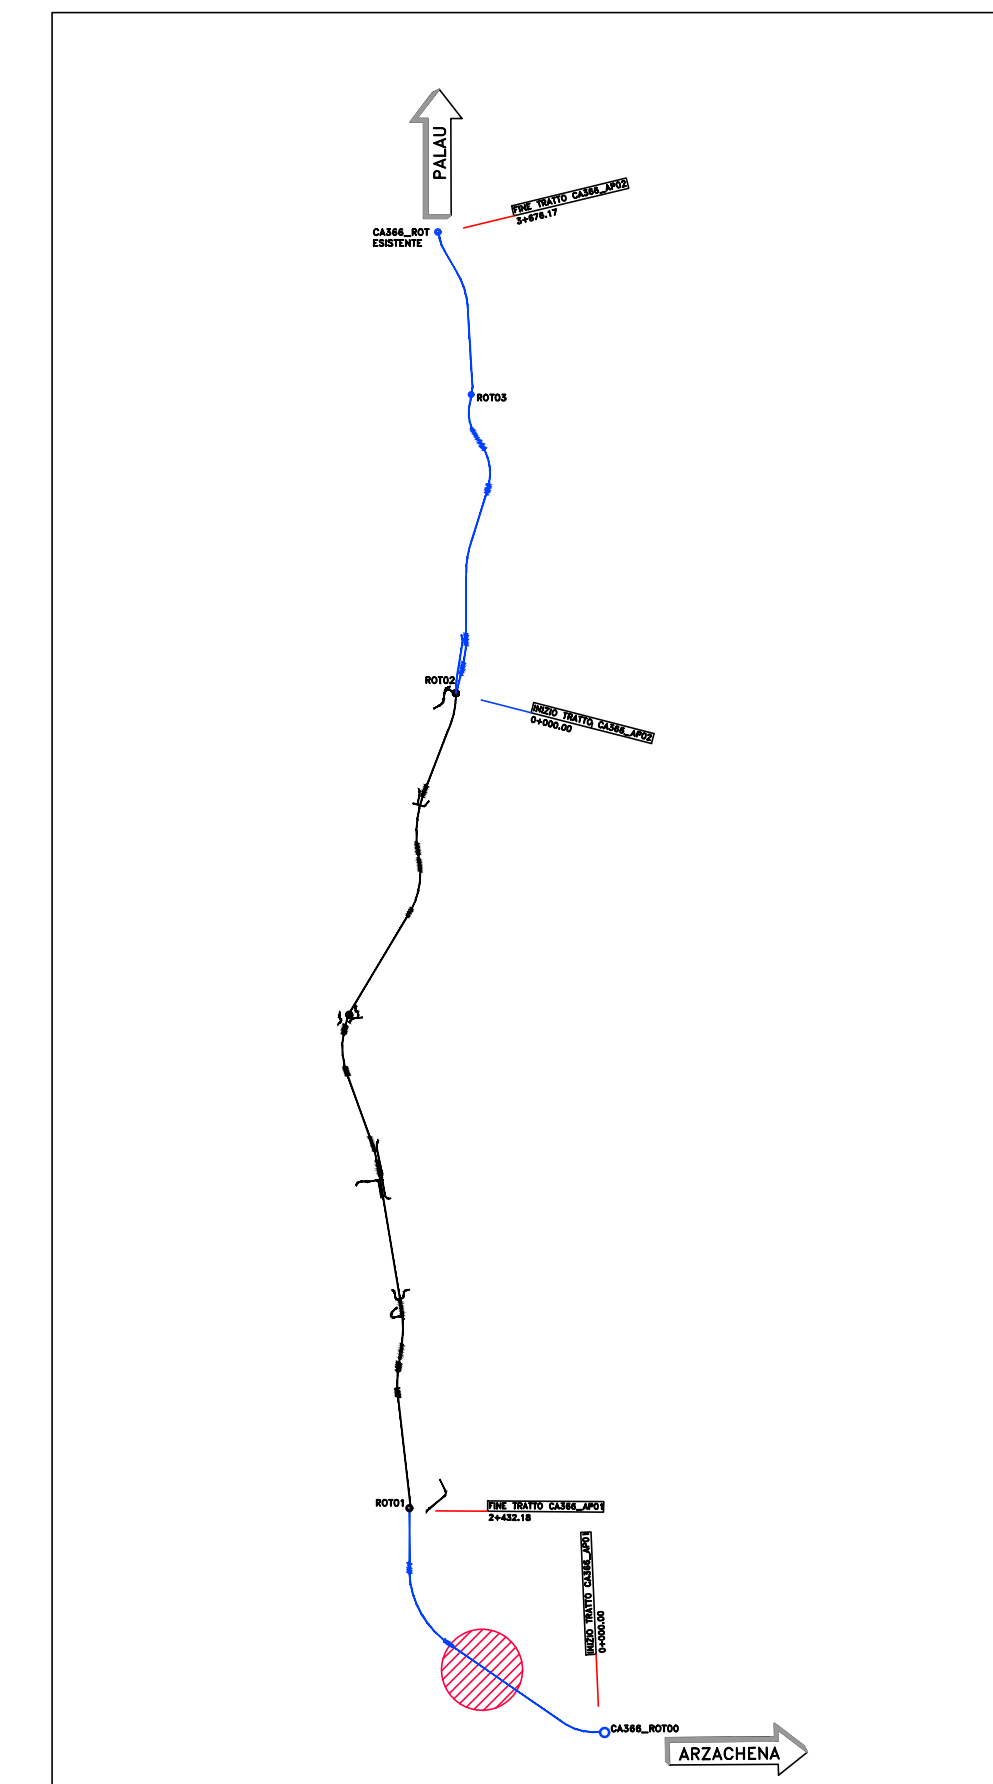 PALAU
FINE TRATTO CA366_AP02
3+676.17
CA366_ROT
ESISTENTE
ROT03
ROT02
INIZIO TRATTO CA366_AP02
0+000.00
ROT01
FINE TRATTO CA366_AP01
2+432.18
INIZIO TRATTO CA366_AP01
0+000.00
CA366_ROT00
ARZACHENA